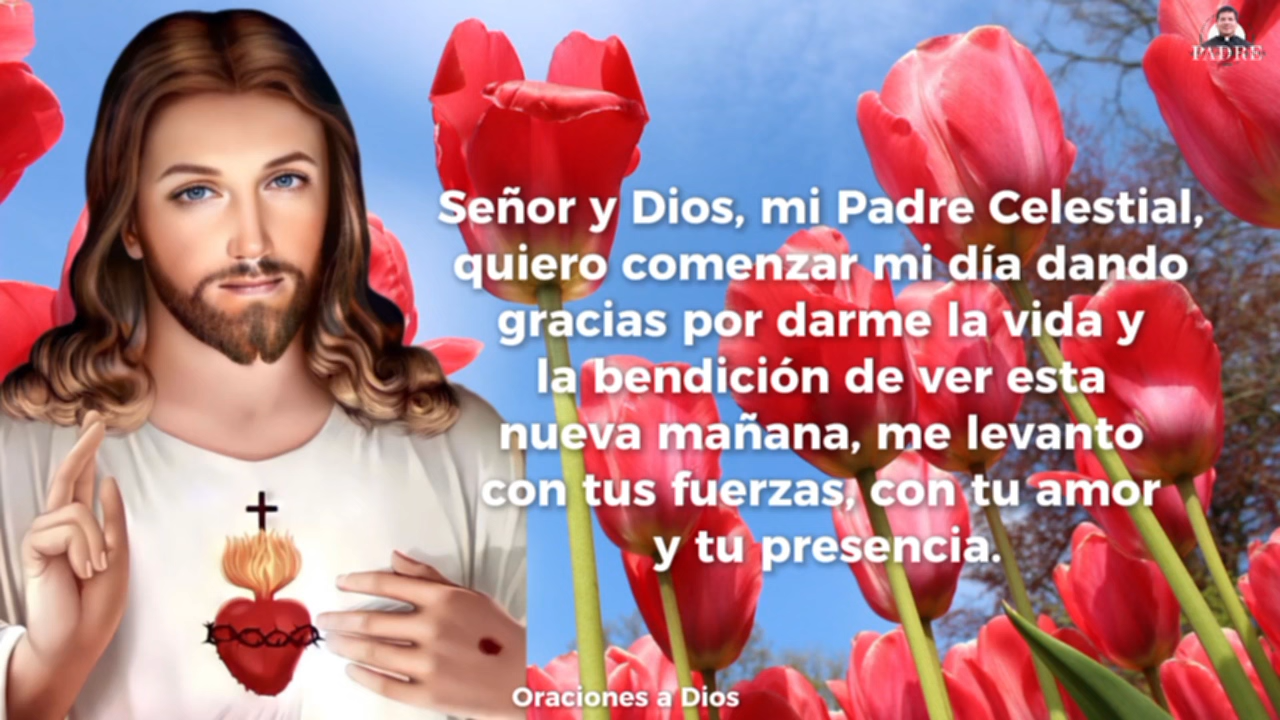 PADRE
Señor y Dios, mi Padre Celestial,
quiero comenzar mi día dando
gracias por darme la vida y
la bendición de ver esta
nueva mañana, me levanto
con tus fuerzas, con tu amor
y tu presencia.
Oraciones a Dios